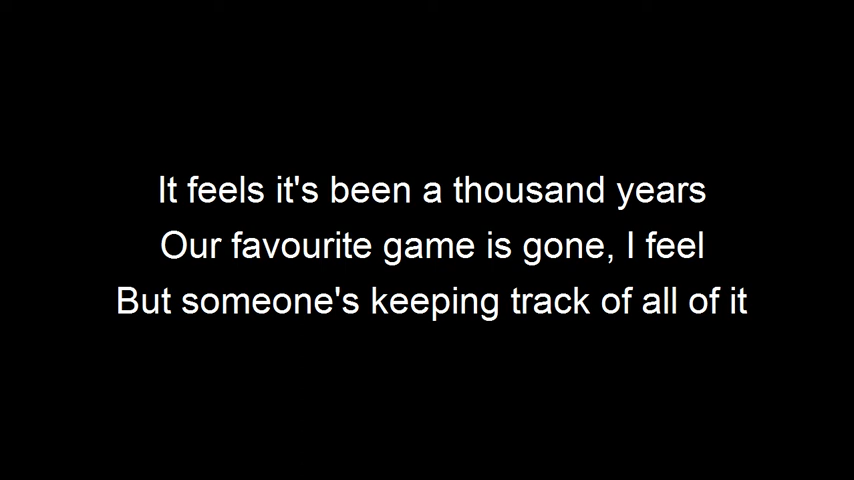 It feels it's been a thousand years
Our favourite game is gone, I feel
But someone's keeping track of all of it